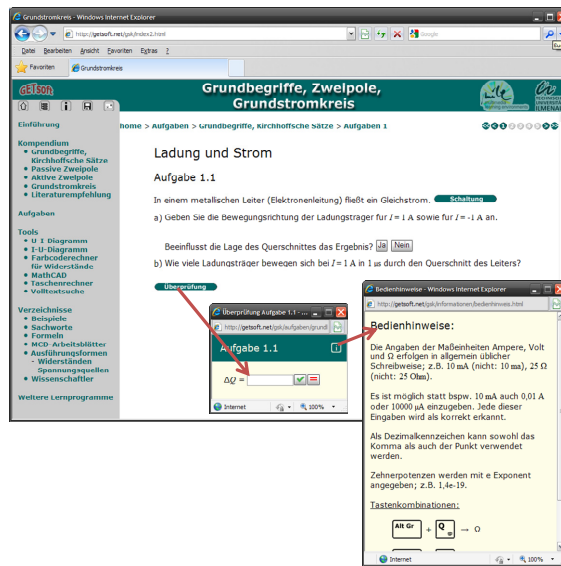 Grundstromkreis - Windows Internet Explorer
http://getsoft.net/gsk/index2.html
Google
Datei Bearbeiten Ansicht Favoriten Extras ?
Favoriten
Grundstromkreis
GETsoft
Grundbegriffe, Zweipole,
Grundstromkreis
TECHNISCHE
UNIVERSITÄT
ILMENAU
home > Aufgaben > Grundbegriffe, Kirchhoffsche Sätze > Aufgaben 1
Einführung
Kompendium
Grundbegriffe,
Kirchhoffsche Sätze
Passive Zweipole
Aktive Zweipole
Grundstromkreis
Literaturempfehlung
Aufgaben
Tools
U-I-Diagramm
I-U-Diagramm
Farbcoderechner
für Widerstände
MathCAD
Taschenrechner
Volltextsuche
Verzeichnisse
Beispiele
Sachworte
Formeln
MCD-Arbeitsblätter
Ausführungsformen
- Widerständen
Spannungsquellen
Wissenschaftler
Weitere Lernprogramme
Ladung und Strom
Aufgabe 1.1
In einem metallischen Leiter (Elektronenleitung) fließt ein Gleichstrom. Schaltung
a) Geben Sie die Bewegungsrichtung der Ladungsträger für I = 1 A sowie für I = -1 A an.
Beeinflusst die Lage des Querschnittes das Ergebnis? Ja Nein
b) Wie viele Ladungsträger bewegen sich bei I = 1 A in 1 µs durch den Querschnitt des Leiters?
Überprüfung
Überprüfung Aufgabe 1.1 - ...
http://getsoft.net/gsk/aufgaben/grundl
Aufgabe 1.1
i
ΔQ =
Internet 100%
Bedienhinweise - Windows Internet Explorer
http://getsoft.net/gsk/informationen/bedienhinweis.html
Bedienhinweise:
Die Angaben der Maßeinheiten Ampere, Volt
und Ω erfolgen in allgemein üblicher
Schreibweise; z.B. 10 mA (nicht: 10 ma), 25 Ω
(nicht: 25 Ohm).
Es ist möglich statt bspw. 10 mA auch 0,01 A
oder 10000 µA einzugeben. Jede dieser
Eingaben wird als korrekt erkannt.
Als Dezimalkennzeichen kann sowohl das
Komma als auch der Punkt verwendet
werden.
Zehnerpotenzen werden mit e Exponent
angegeben; z.B. 1,4e-19.
Tastenkombinationen:
Alt Gr + Q @ → Ω
Internet 100%